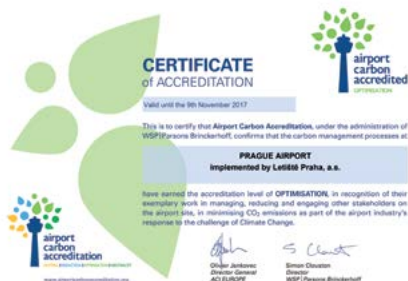 CERTIFICATE
of ACCREDITATION
airport
carbon
accredited
OPTIMISATION
Valid until the 9th November 2017
This is to certify that Airport Carbon Accreditation, under the administration of
WSP|Parsons Brinckerhoff, confirms that the carbon management processes at
PRAGUE AIRPORT
implemented by Letiště Praha, a.s.
have earned the accreditation level of OPTIMISATION, in recognition of their
exemplary work in managing, reducing and engaging other stakeholders on
the airport site, in minimising CO₂ emissions as part of the airport industry's
response to the challenge of Climate Change.
airport
carbon
accreditation
www.airportcarbonaccreditation.org
Olivier Jankovec
Director General
ACI EUROPE
Simon Clouston
Director
WSP|Parsons Brinckerhoff